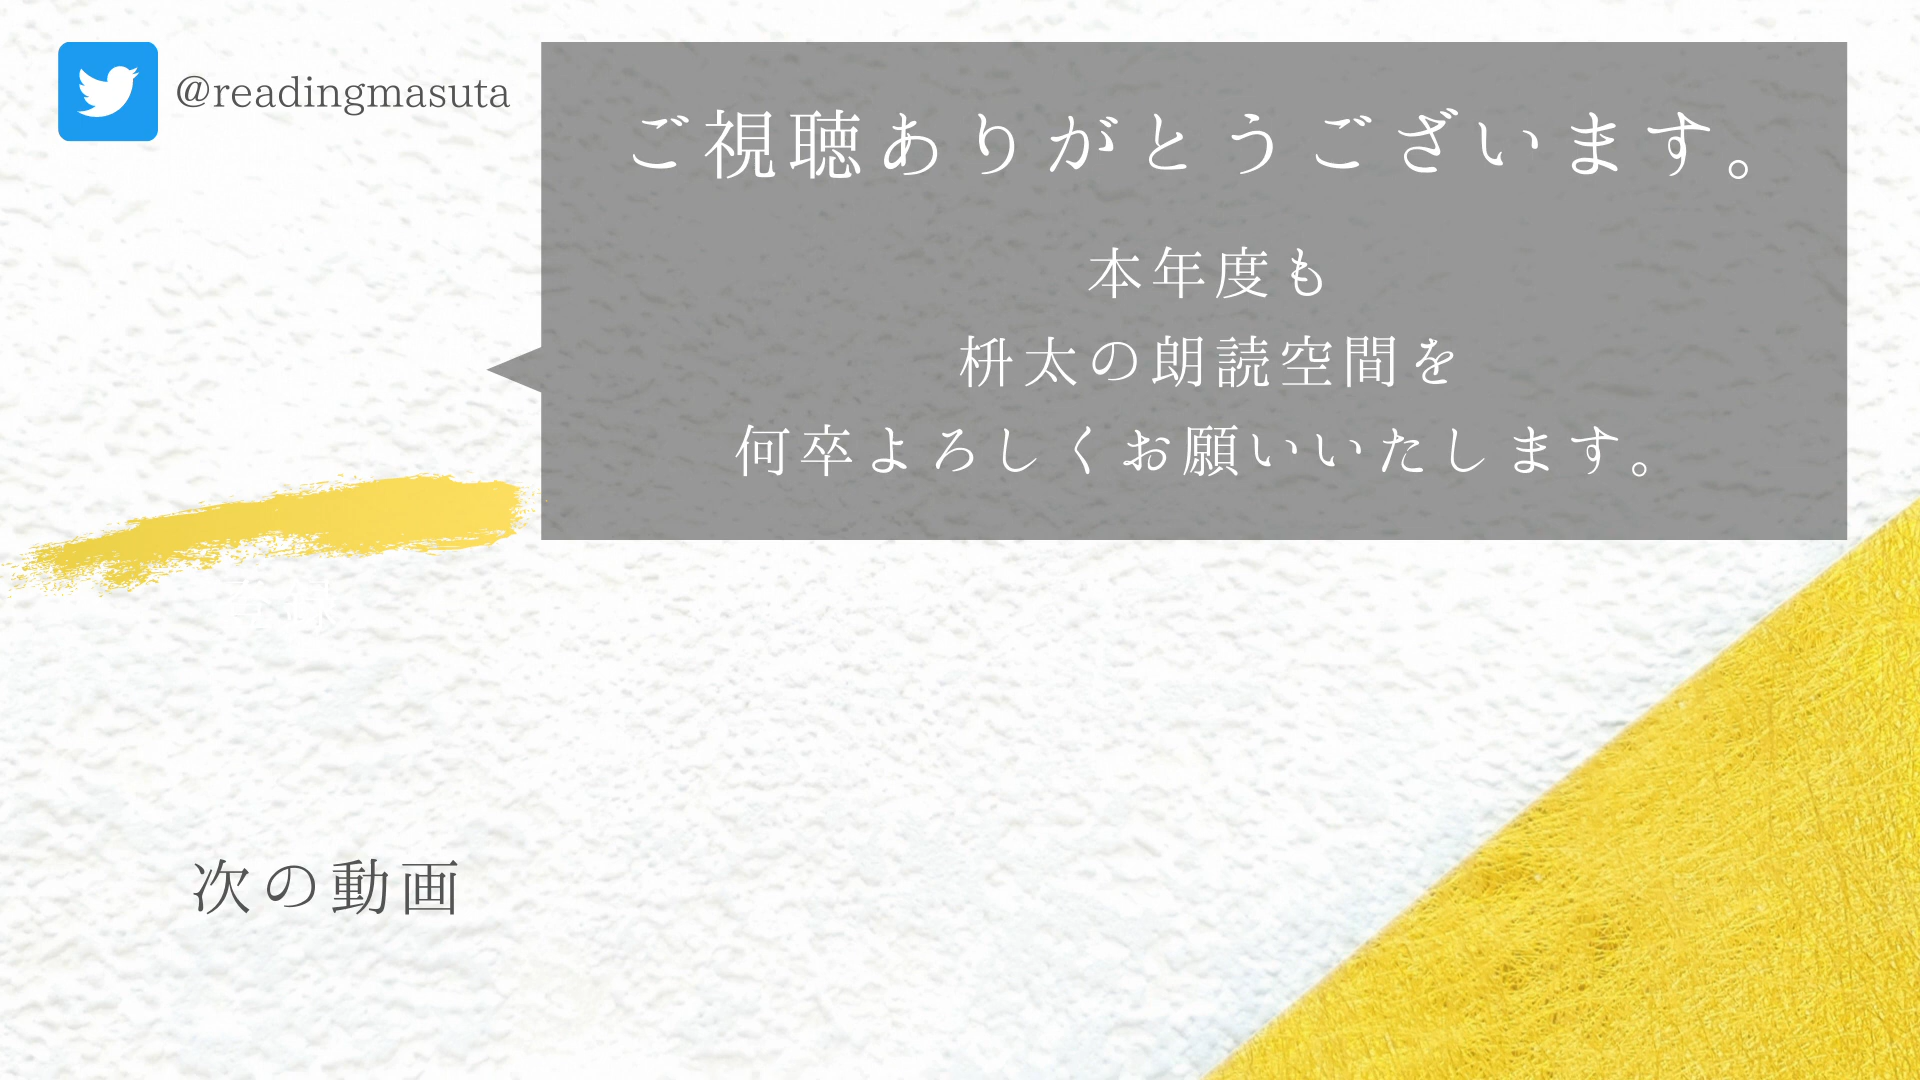 @readingmasuta
ご視聴ありがとうございます。
本年度も
枡太の朗読空間を
何卒よろしくお願いいたします。
次の動画